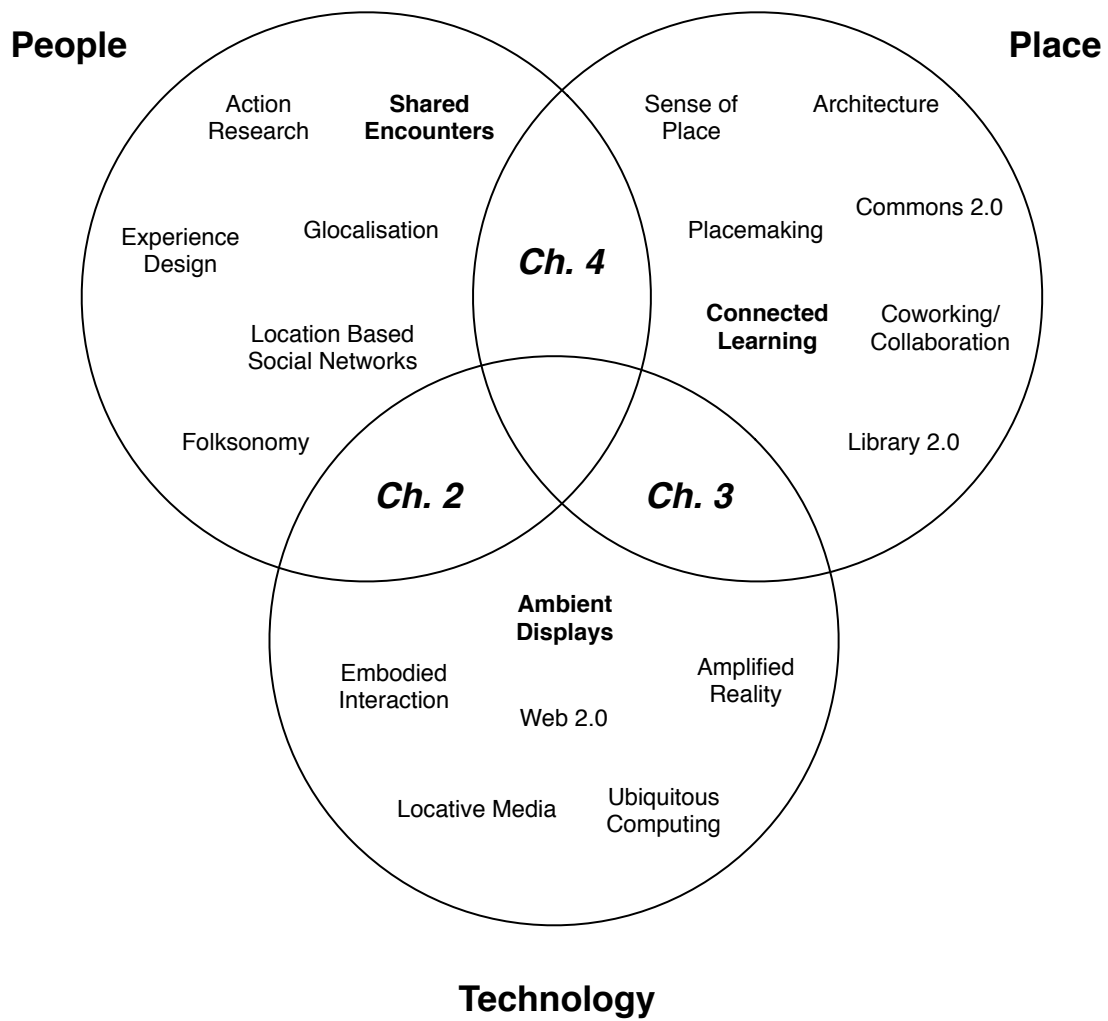 People
Place
Action
Research
Shared
Encounters
Sense of
Place
Architecture
Experience
Design
Glocalisation
Ch. 4
Placemaking
Commons 2.0
Location Based
Social Networks
Connected
Learning
Coworking/
Collaboration
Folksonomy
Library 2.0
Ch. 2
Ch. 3
Ambient
Displays
Embodied
Interaction
Web 2.0
Amplified
Reality
Locative Media
Ubiquitous
Computing
Technology